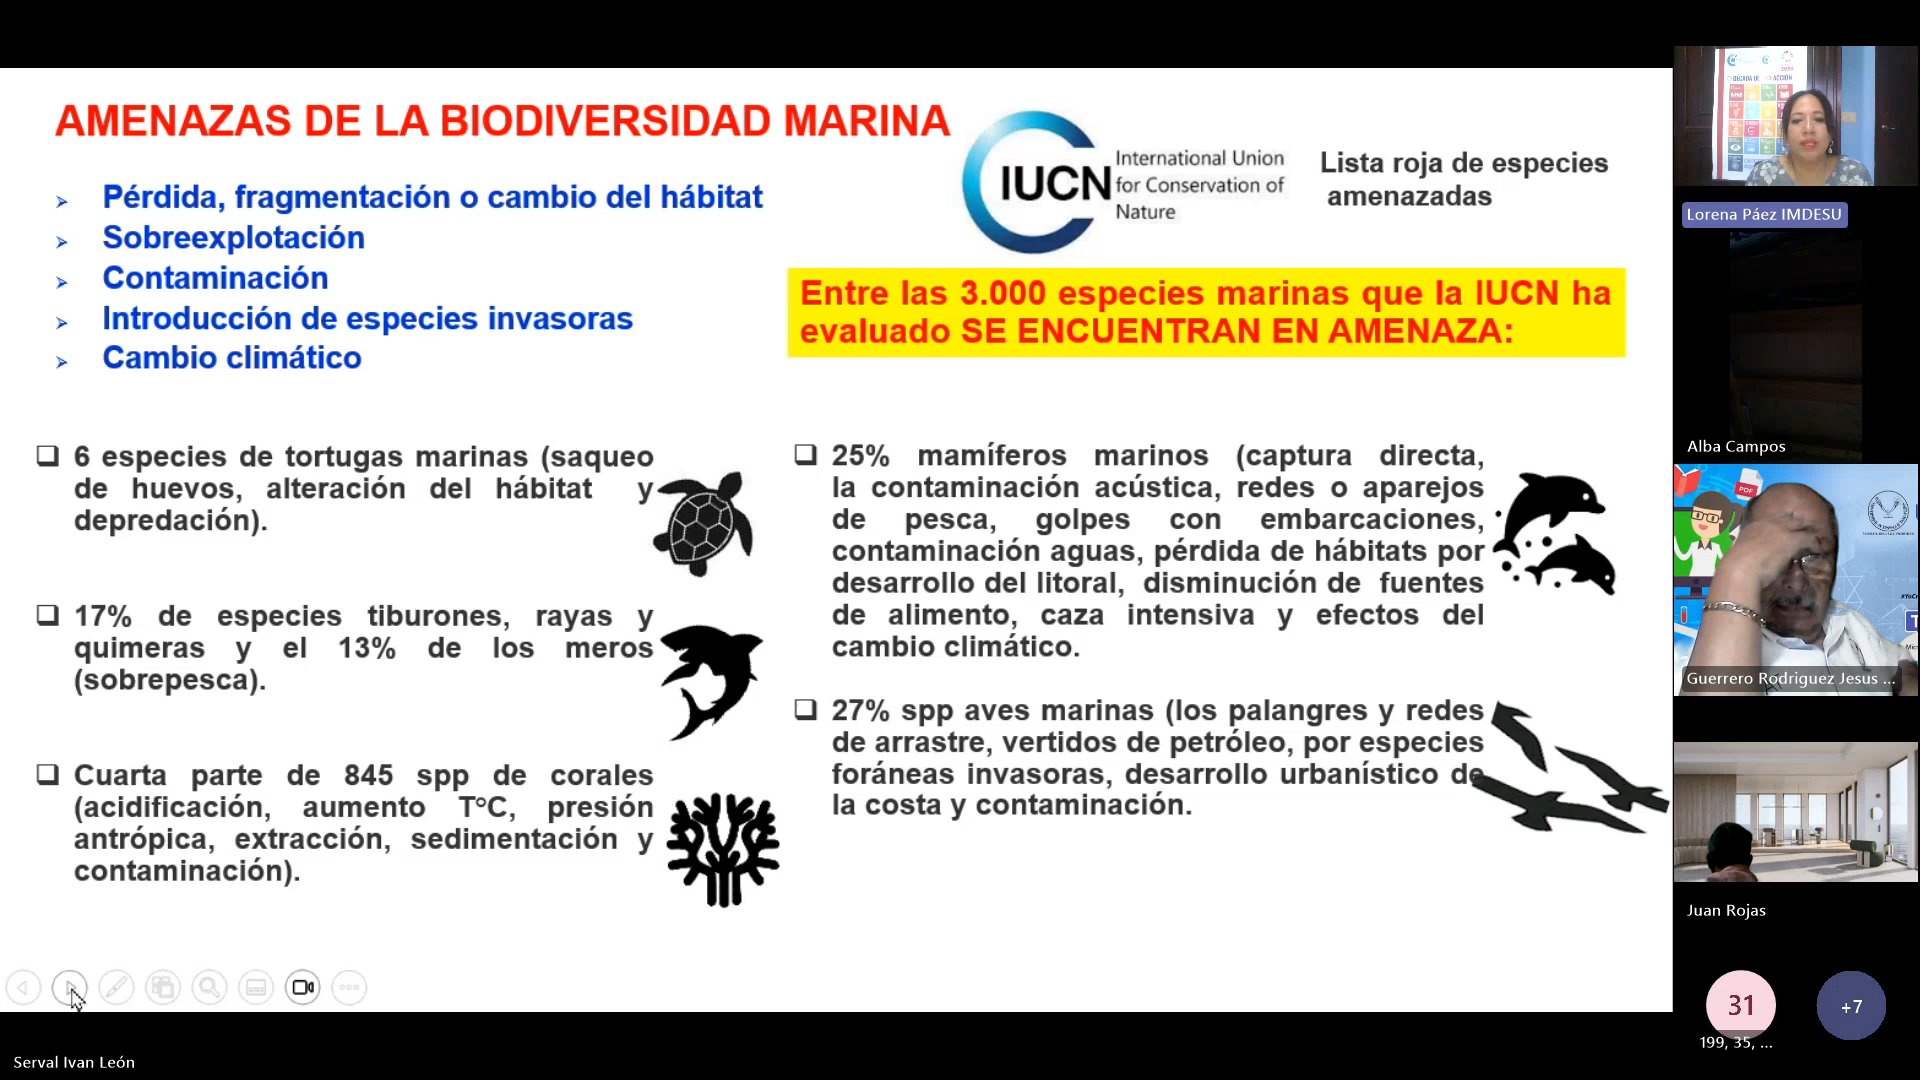 AMENAZAS DE LA BIODIVERSIDAD MARINA
Pérdida, fragmentación o cambio del hábitat
Sobreexplotación
Contaminación
Introducción de especies invasoras
Cambio climático
IUCN
International Union
for Conservation of
Nature
Lista roja de especies
amenazadas
Entre las 3.000 especies marinas que la IUCN ha
evaluado SE ENCUENTRAN EN AMENAZA:
6 especies de tortugas marinas (saqueo
de huevos, alteración del hábitat y
depredación).
17% de especies tiburones, rayas y
quimeras y el 13% de los meros
(sobrepesca).
Cuarta parte de 845 spp de corales
(acidificación, aumento T°C, presión
antrópica, extracción, sedimentación y
contaminación).
25% mamíferos marinos (captura directa,
la contaminación acústica, redes o aparejos
de pesca, golpes con embarcaciones,
contaminación aguas, pérdida de hábitats por
desarrollo del litoral, disminución de fuentes
de alimento, caza intensiva y efectos del
cambio climático.
27% spp aves marinas (los palangres y redes
de arrastre, vertidos de petróleo, por especies
foráneas invasoras, desarrollo urbanístico de
la costa y contaminación.
DÉCADA DE ACCIÓN
Lorena Páez IMDESU
Alba Campos
PDF
Guerrero Rodriguez Jesus ...
Juan Rojas
31
+7
199, 35, ...
Serval Ivan León